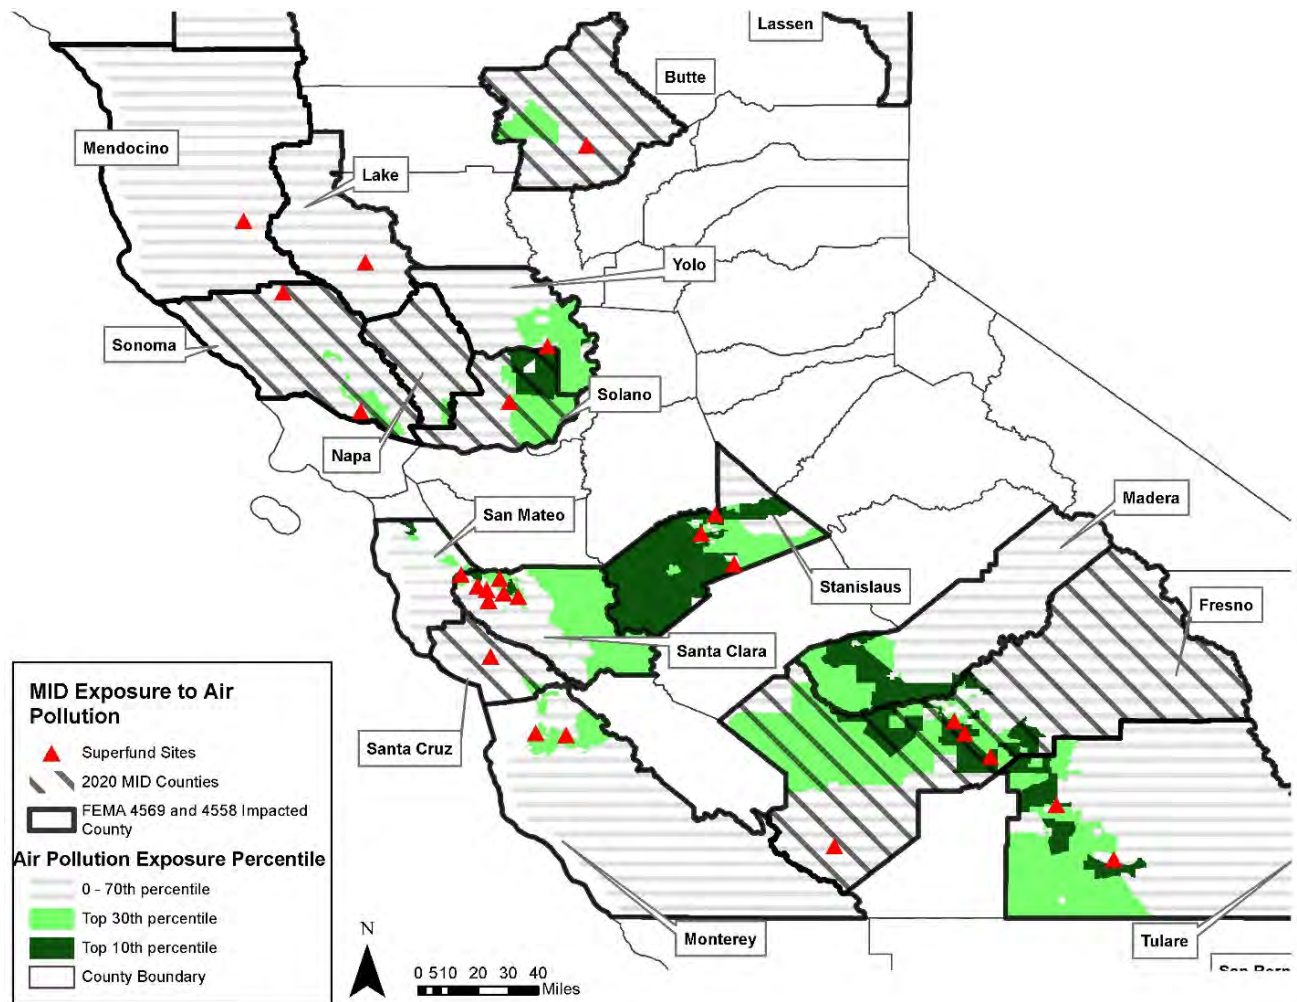 Lassen
Butte
Mendocino
Lake
Yolo
Sonoma
Solano
Napa
San Mateo
Madera
Stanislaus
Fresno
Santa Clara
Santa Cruz
Monterey
Tulare
MID Exposure to Air
Pollution
Superfund Sites
2020 MID Counties
FEMA 4569 and 4558 Impacted
County
Air Pollution Exposure Percentile
0 - 70th percentile
Top 30th percentile
Top 10th percentile
County Boundary
N
0 510 20 30 40
Miles